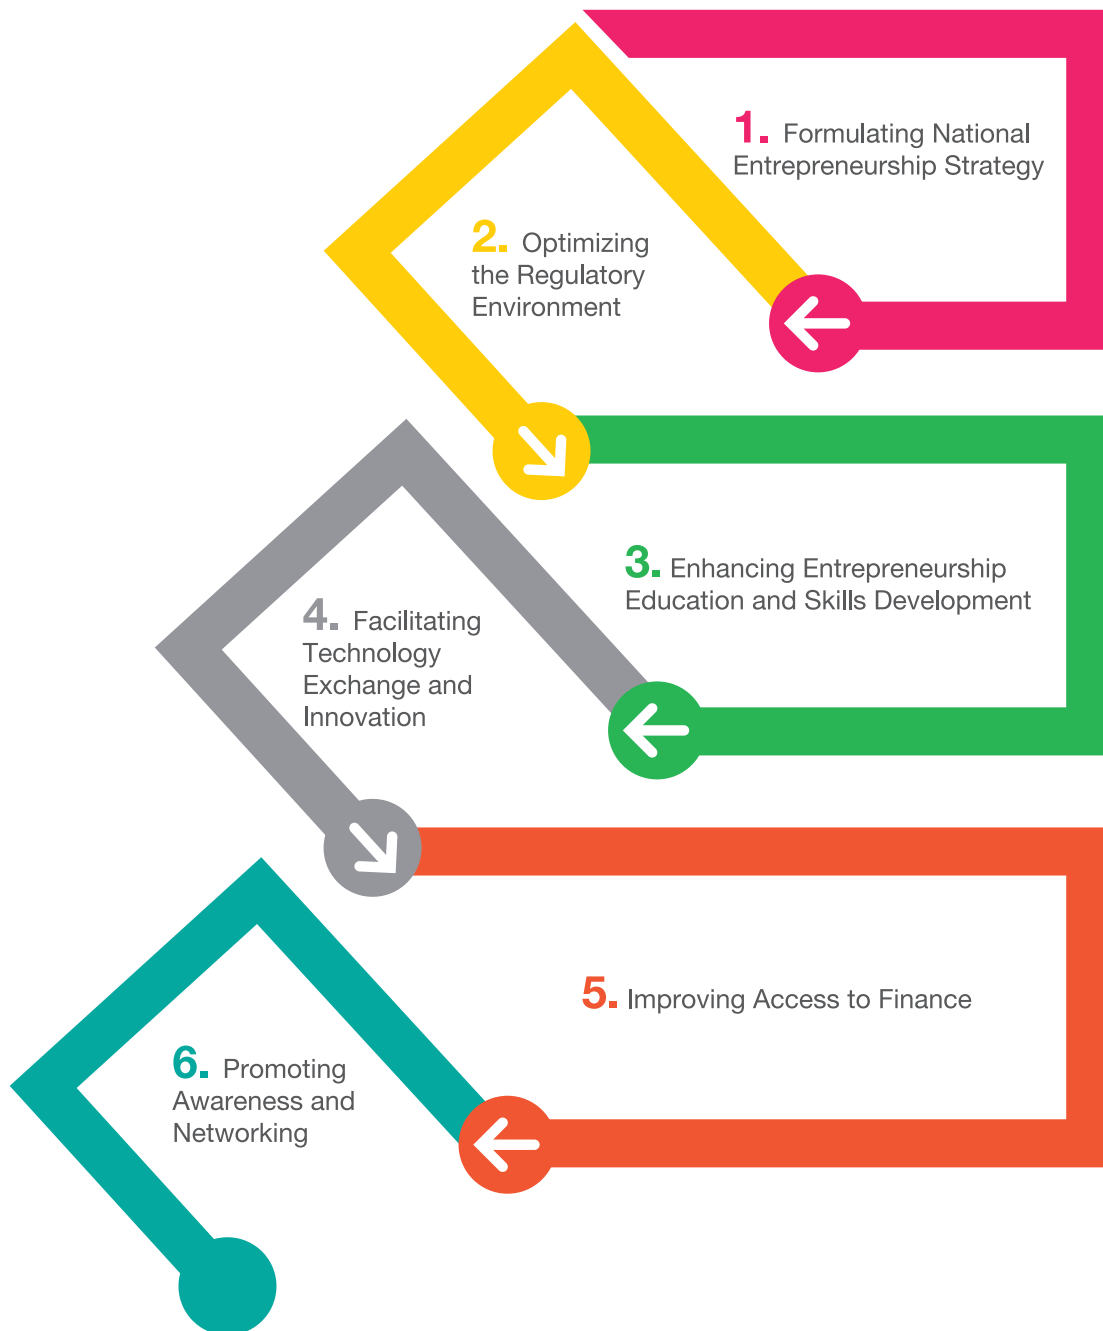 1. Formulating National
Entrepreneurship Strategy
2. Optimizing
the Regulatory
Environment
3. Enhancing Entrepreneurship
Education and Skills Development
4. Facilitating
Technology
Exchange and
Innovation
5. Improving Access to Finance
6. Promoting
Awareness and
Networking